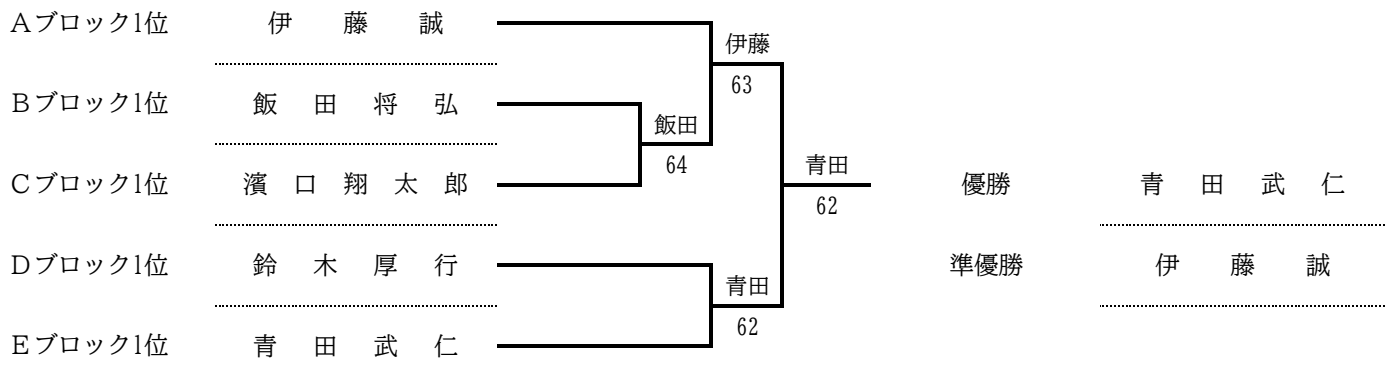 Ａブロック1位 伊藤誠
伊藤
63
Ｂブロック1位 飯田将弘
飯田
64
Ｃブロック1位 濱口翔太郎
青田
62
優勝 青田武仁
Ｄブロック1位 鈴木厚行
準優勝 伊藤誠
青田
62
Ｅブロック1位 青田武仁